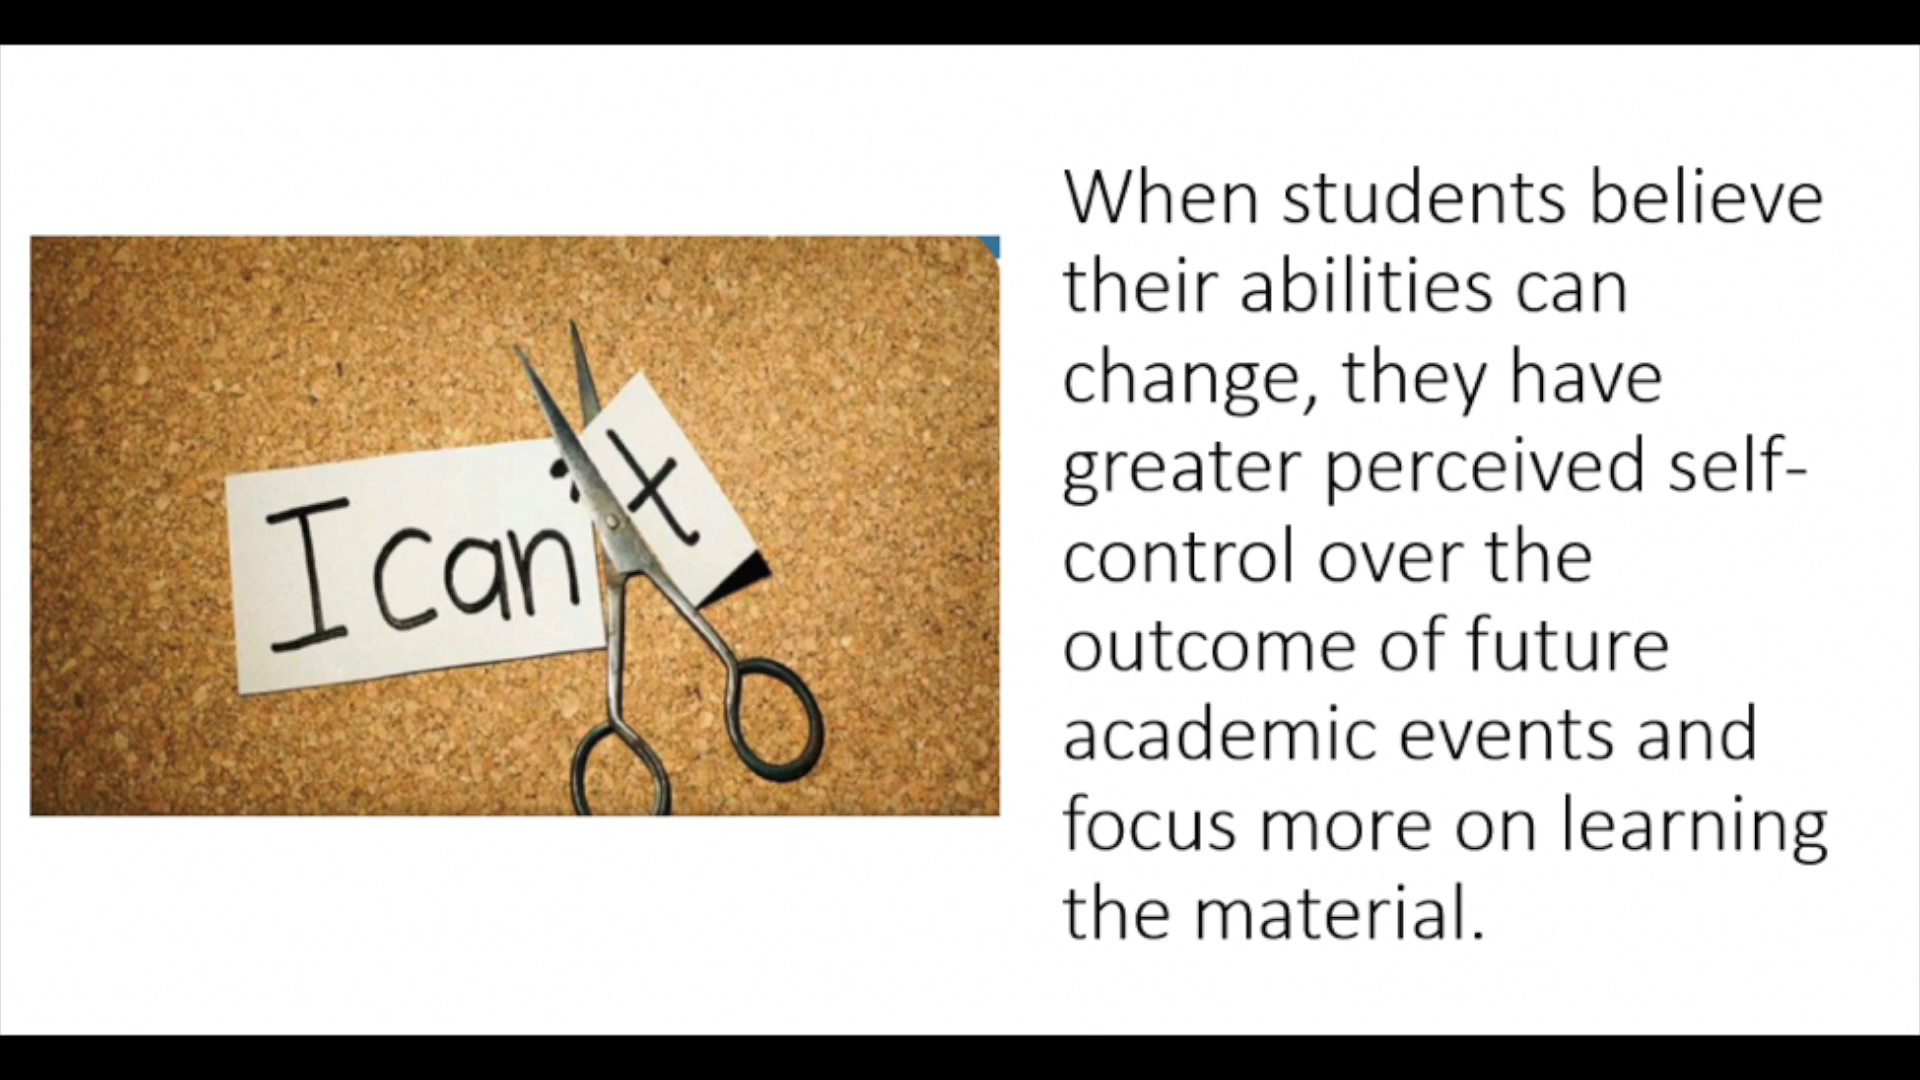 I can't
When students believe
their abilities can
change, they have
greater perceived self-
control over the
outcome of future
academic events and
focus more on learning
the material.